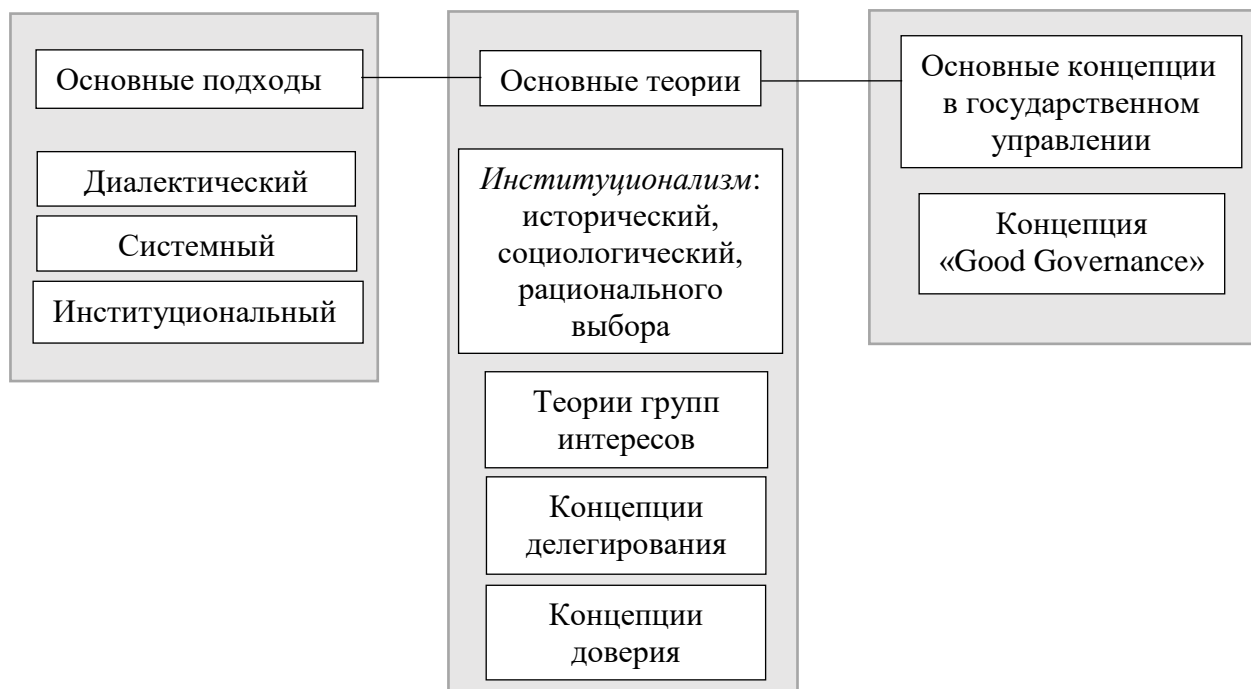 Основные подходы
Диалектический
Системный
Институциональный
Основные теории
Институционализм:
исторический,
социологический,
рационального
выбора
Теории групп
интересов
Концепции
делегирования
Концепции
доверия
Основные концепции
в государственном
управлении
Концепция
«Good Governance»